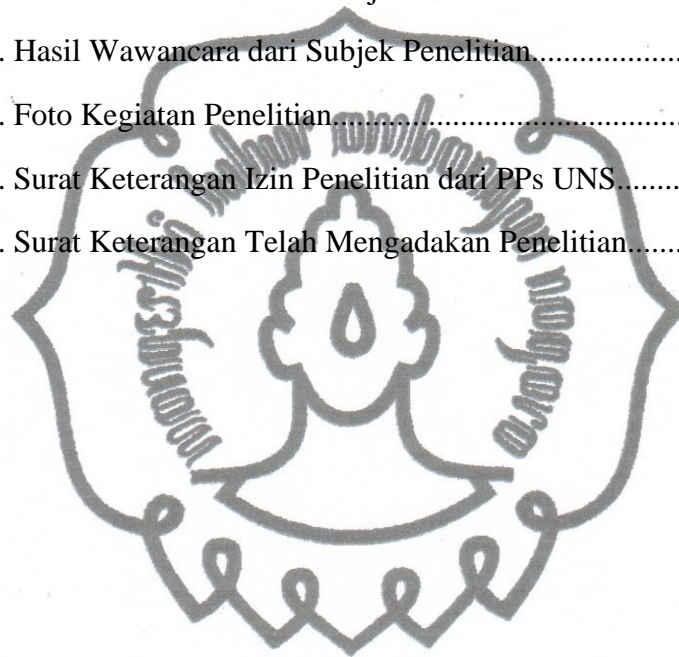 . Hasil Wawancara dari Subjek Penelitian....................
. Foto Kegiatan Penelitian.............................................
. Surat Keterangan Izin Penelitian dari PPs UNS........
. Surat Keterangan Telah Mengadakan Penelitian.......